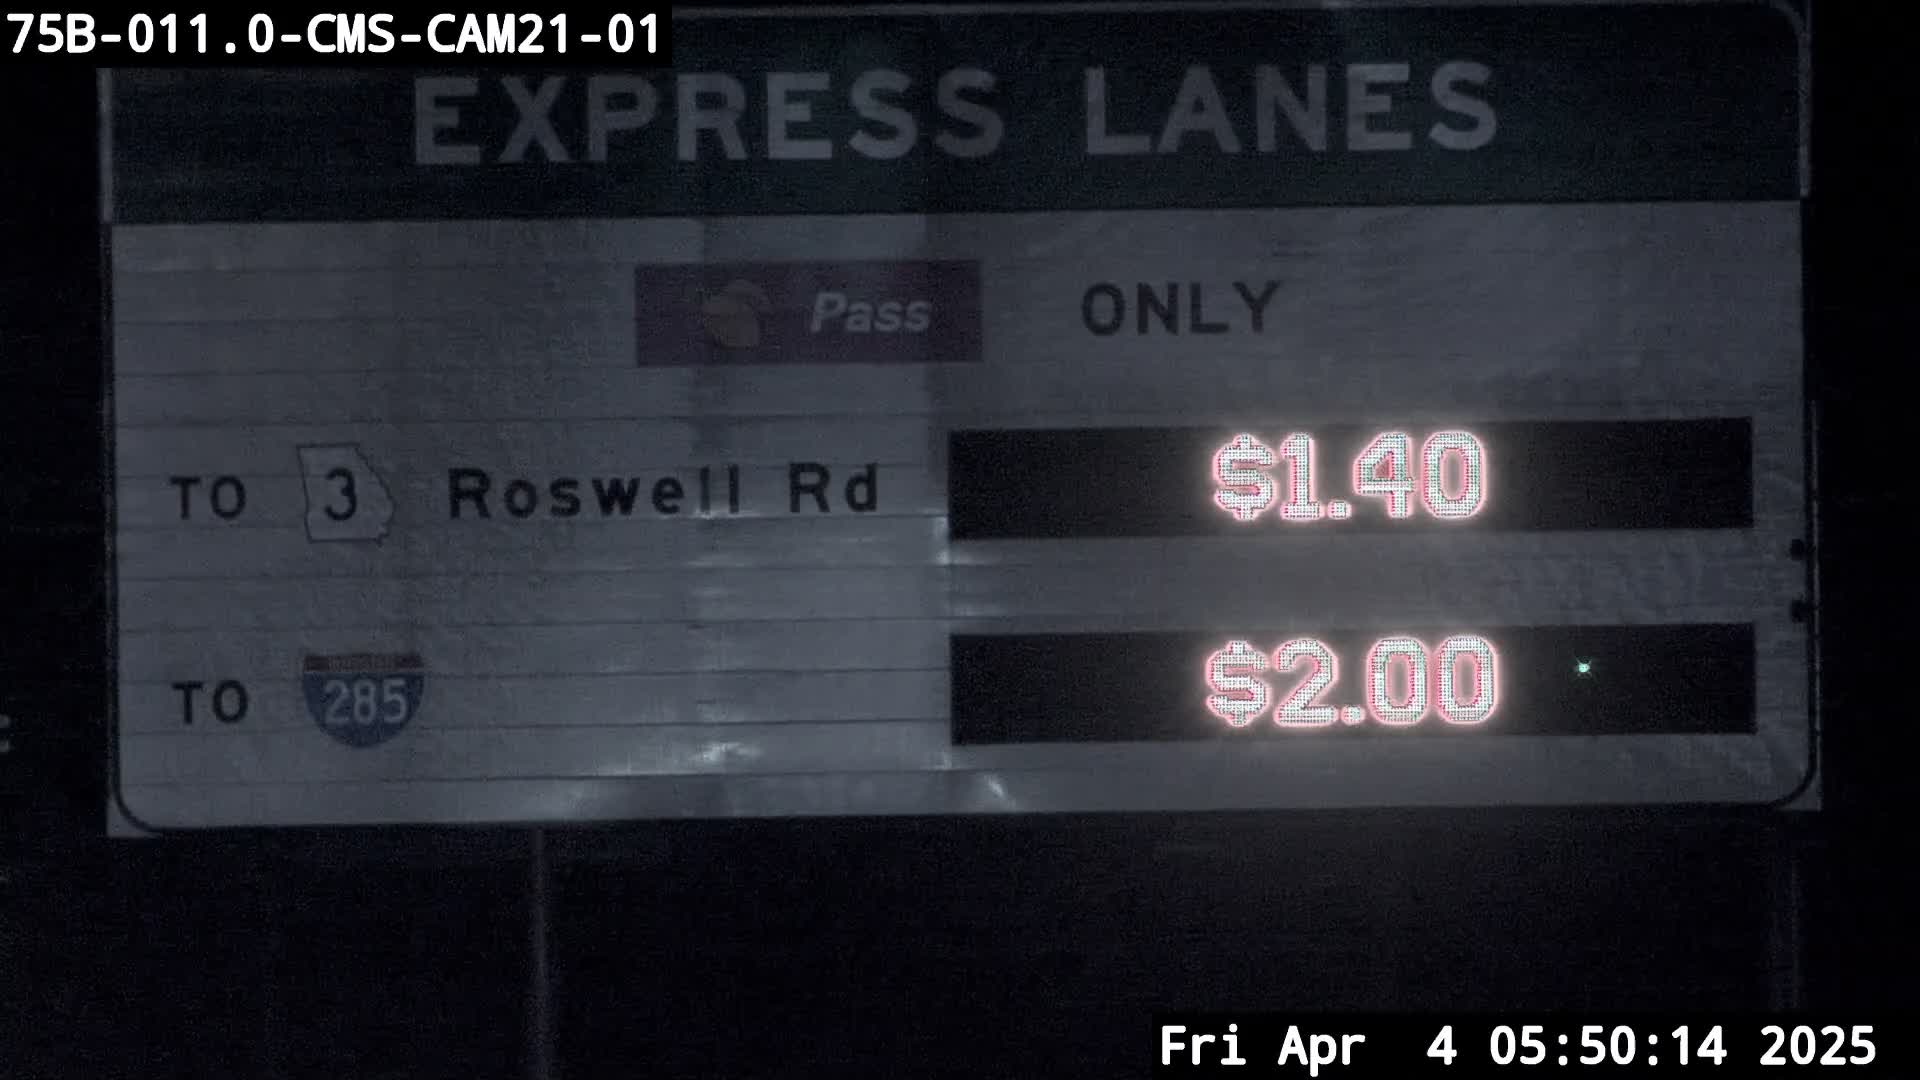 75B-011.0-CMS-CAM21-01
EXPRESS LANES
Pass ONLY
TO 3 Roswell Rd $1.40
TO 285 $2.00
Fri Apr 4 05:50:14 2025